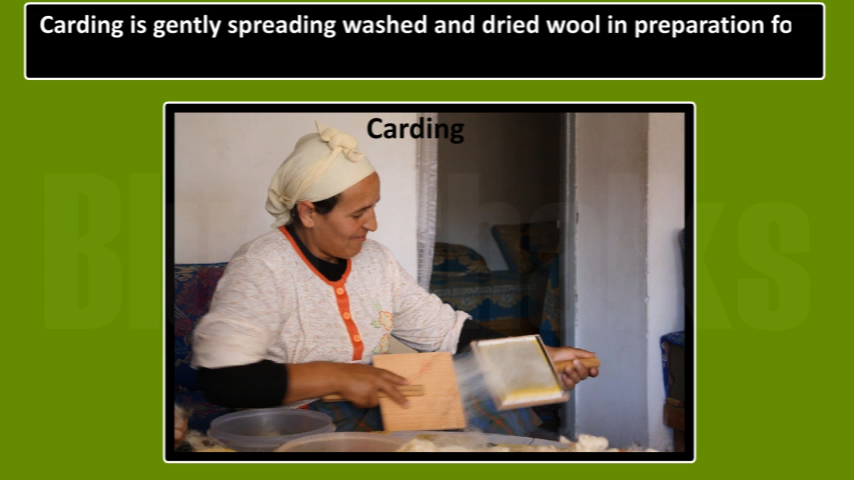 Carding is gently spreading washed and dried wool in preparation fo
Carding